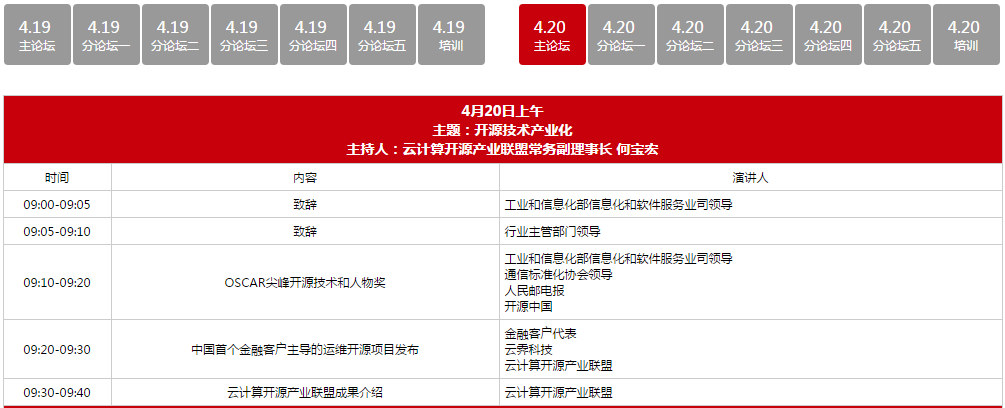 4.19 4.19 4.19 4.19 4.19 4.19 4.19 4.20 4.20 4.20 4.20 4.20 4.20 4.20
主论坛 分论坛一 分论坛二 分论坛三 分论坛四 分论坛五 培训 主论坛 分论坛一 分论坛二 分论坛三 分论坛四 分论坛五 培训
4月20日上午
主题：开源技术产业化
主持人：云计算开源产业联盟常务副理事长 何宝宏
时间 内容 演讲人
09:00-09:05 致辞 工业和信息化部信息化和软件服务业司领导
09:05-09:10 致辞 行业主管部门领导
09:10-09:20 OSCAR尖峰开源技术和人物奖 工业和信息化部信息化和软件服务业司领导
通信标准化协会领导
人民邮电报
开源中国
09:20-09:30 中国首个金融客户主导的运维开源项目发布 金融客户代表
云霁科技
云计算开源产业联盟
09:30-09:40 云计算开源产业联盟成果介绍 云计算开源产业联盟